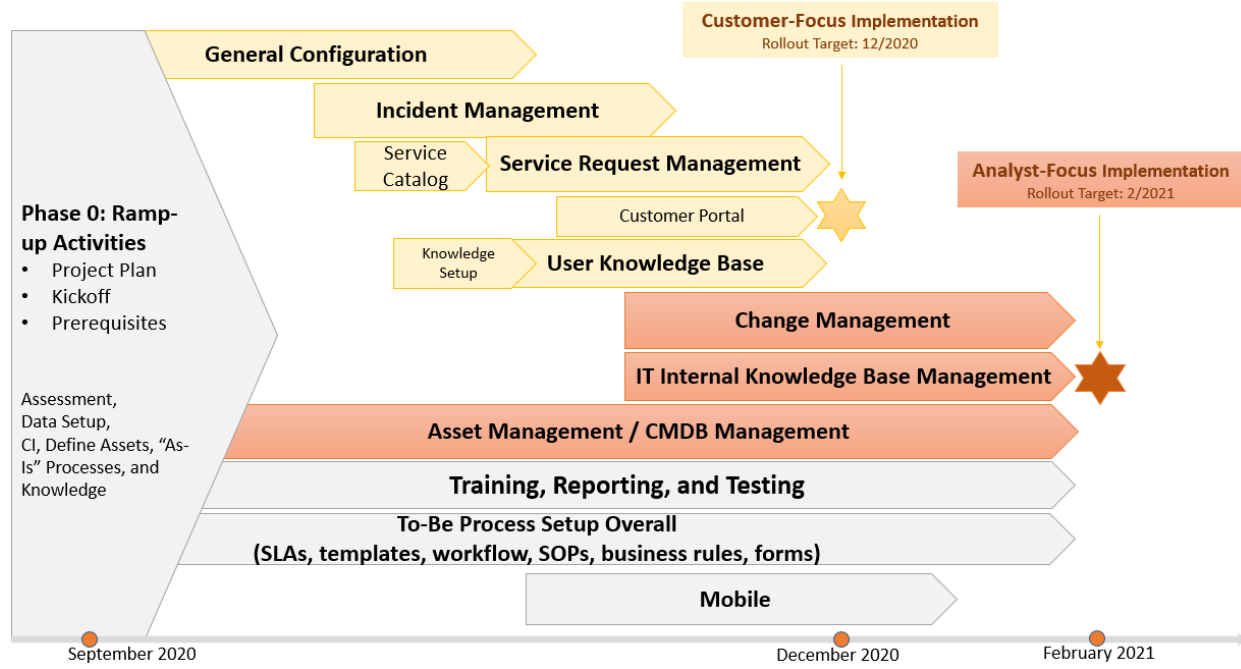 Customer-Focus Implementation
Rollout Target: 12/2020
General Configuration
Incident Management
Service
Catalog
Service Request Management
Analyst-Focus Implementation
Rollout Target: 2/2021
Phase 0: Ramp-
up Activities
• Project Plan
• Kickoff
• Prerequisites
Customer Portal
Knowledge
Setup
User Knowledge Base
Change Management
IT Internal Knowledge Base Management
Assessment,
Data Setup,
CI, Define Assets, “As-
Is” Processes, and
Knowledge
Asset Management / CMDB Management
Training, Reporting, and Testing
To-Be Process Setup Overall
(SLAs, templates, workflow, SOPs, business rules, forms)
Mobile
September 2020
December 2020
February 2021